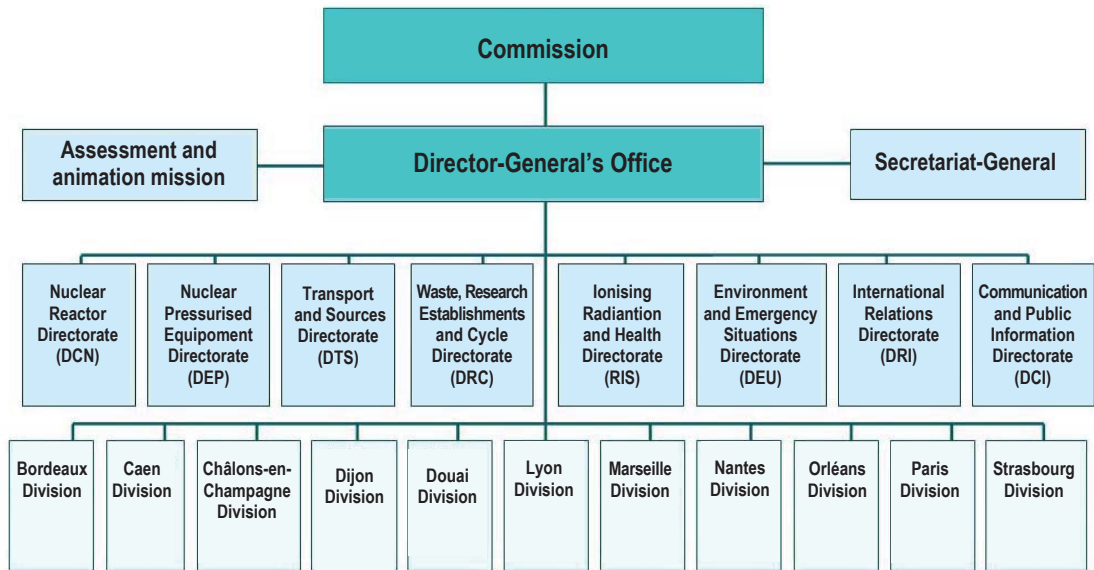 Commission
Assessment and
animation mission
Director-General's Office
Secretariat-General
Nuclear
Reactor
Directorate
(DCN)
Nuclear
Pressurised
Equipoment
Directorate
(DEP)
Transport
and Sources
Directorate
(DTS)
Waste, Research
Establishments
and Cycle
Directorate
(DRC)
Ionising
Radiantion
and Health
Directorate
(RIS)
Environment
and Emergency
Situations
Directorate
(DEU)
International
Relations
Directorate
(DRI)
Communication
and Public
Information
Directorate
(DCI)
Bordeaux
Division
Caen
Division
Châlons-en-
Champagne
Division
Dijon
Division
Douai
Division
Lyon
Division
Marseille
Division
Nantes
Division
Orléans
Division
Paris
Division
Strasbourg
Division